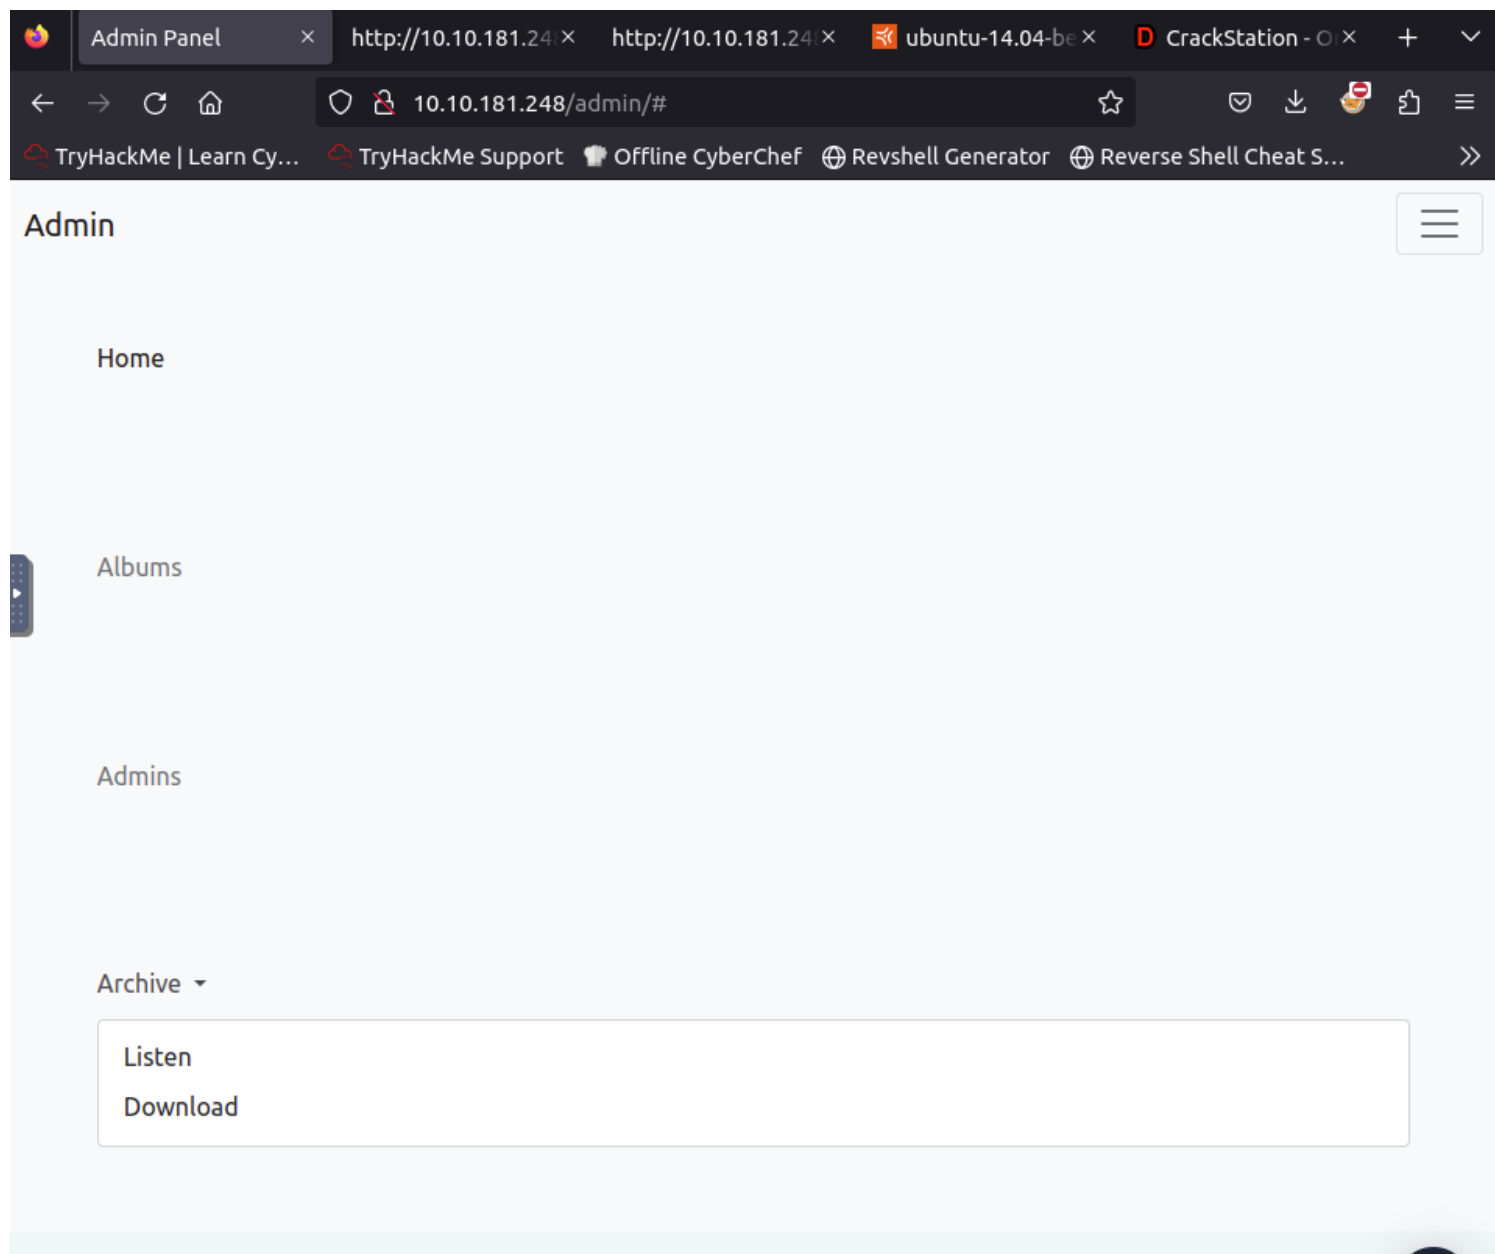 Admin Panel http://10.10.181.24 http://10.10.181.24 ubuntu-14.04-be CrackStation - O
10.10.181.248/admin/#
TryHackMe | Learn Cy... TryHackMe Support Offline CyberChef Revshell Generator Reverse Shell Cheat S...
Admin
Home
Albums
Admins
Archive
Listen
Download